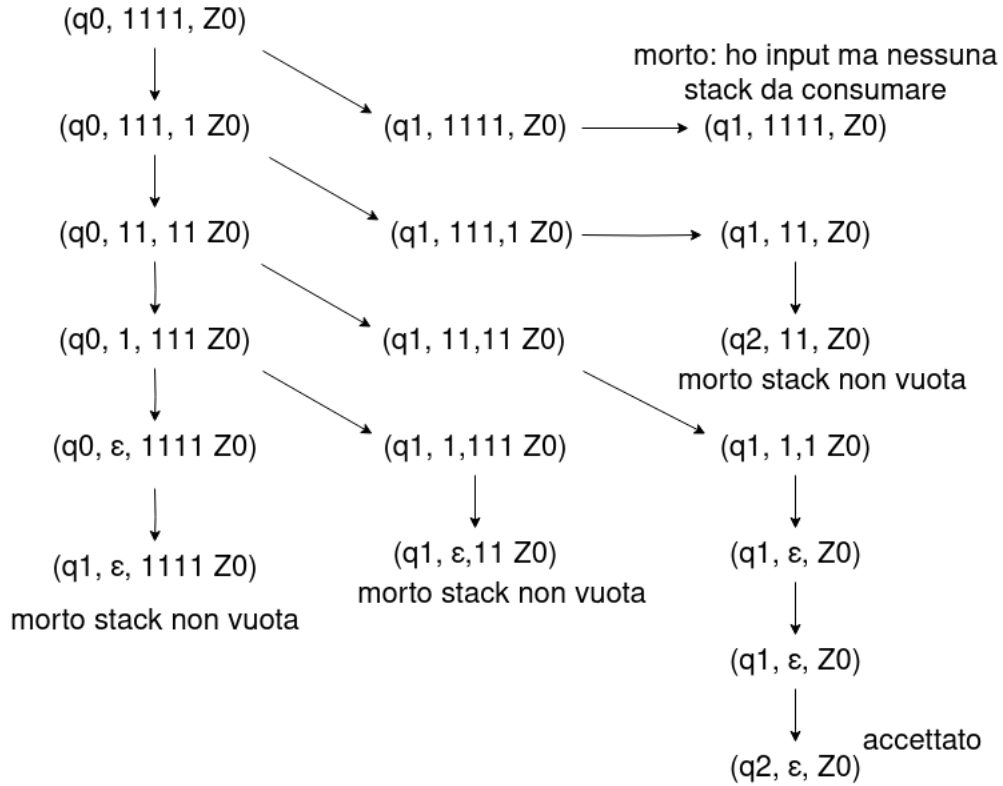 (q0, 1111, Z0)
morto: ho input ma nessuna
stack da consumare
(q0, 111, 1 Z0)
(q1, 1111, Z0)
(q1, 1111, Z0)
(q0, 11, 11 Z0)
(q1, 111,1 Z0)
(q1, 11, Z0)
(q0, 1, 111 Z0)
(q1, 11,11 Z0)
(q2, 11, Z0)
morto stack non vuota
(q0, ε, 1111 Z0)
(q1, 1,111 Z0)
(q1, 1,1 Z0)
(q1, ε, 1111 Z0)
morto stack non vuota
(q1, ε,11 Z0)
morto stack non vuota
(q1, ε, Z0)
(q1, ε, Z0)
accettato
(q2, ε, Z0)